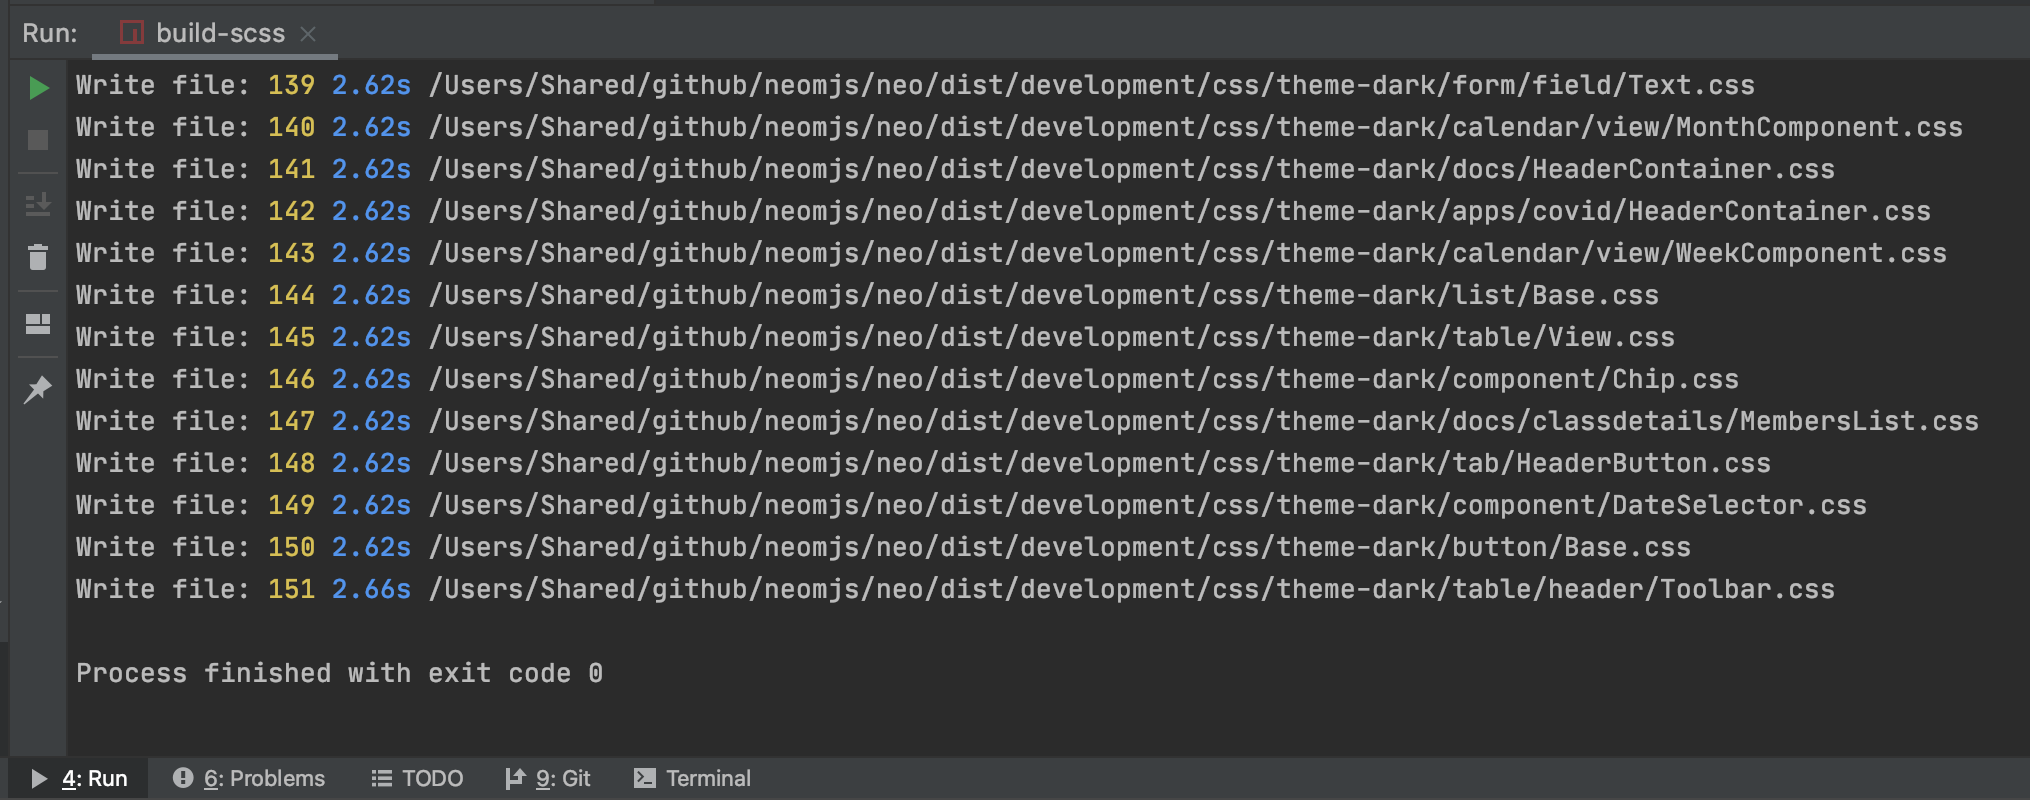 Run: build-scss
Write file: 139 2.62s /Users/Shared/github/neomjs/neo/dist/development/css/theme-dark/form/field/Text.css
Write file: 140 2.62s /Users/Shared/github/neomjs/neo/dist/development/css/theme-dark/calendar/view/MonthComponent.css
Write file: 141 2.62s /Users/Shared/github/neomjs/neo/dist/development/css/theme-dark/docs/HeaderContainer.css
Write file: 142 2.62s /Users/Shared/github/neomjs/neo/dist/development/css/theme-dark/apps/covid/HeaderContainer.css
Write file: 143 2.62s /Users/Shared/github/neomjs/neo/dist/development/css/theme-dark/calendar/view/WeekComponent.css
Write file: 144 2.62s /Users/Shared/github/neomjs/neo/dist/development/css/theme-dark/list/Base.css
Write file: 145 2.62s /Users/Shared/github/neomjs/neo/dist/development/css/theme-dark/table/View.css
Write file: 146 2.62s /Users/Shared/github/neomjs/neo/dist/development/css/theme-dark/component/Chip.css
Write file: 147 2.62s /Users/Shared/github/neomjs/neo/dist/development/css/theme-dark/docs/classdetails/MembersList.css
Write file: 148 2.62s /Users/Shared/github/neomjs/neo/dist/development/css/theme-dark/tab/HeaderButton.css
Write file: 149 2.62s /Users/Shared/github/neomjs/neo/dist/development/css/theme-dark/component/DateSelector.css
Write file: 150 2.62s /Users/Shared/github/neomjs/neo/dist/development/css/theme-dark/button/Base.css
Write file: 151 2.66s /Users/Shared/github/neomjs/neo/dist/development/css/theme-dark/table/header/Toolbar.css
Process finished with exit code 0
4: Run 6: Problems TODO 9: Git Terminal